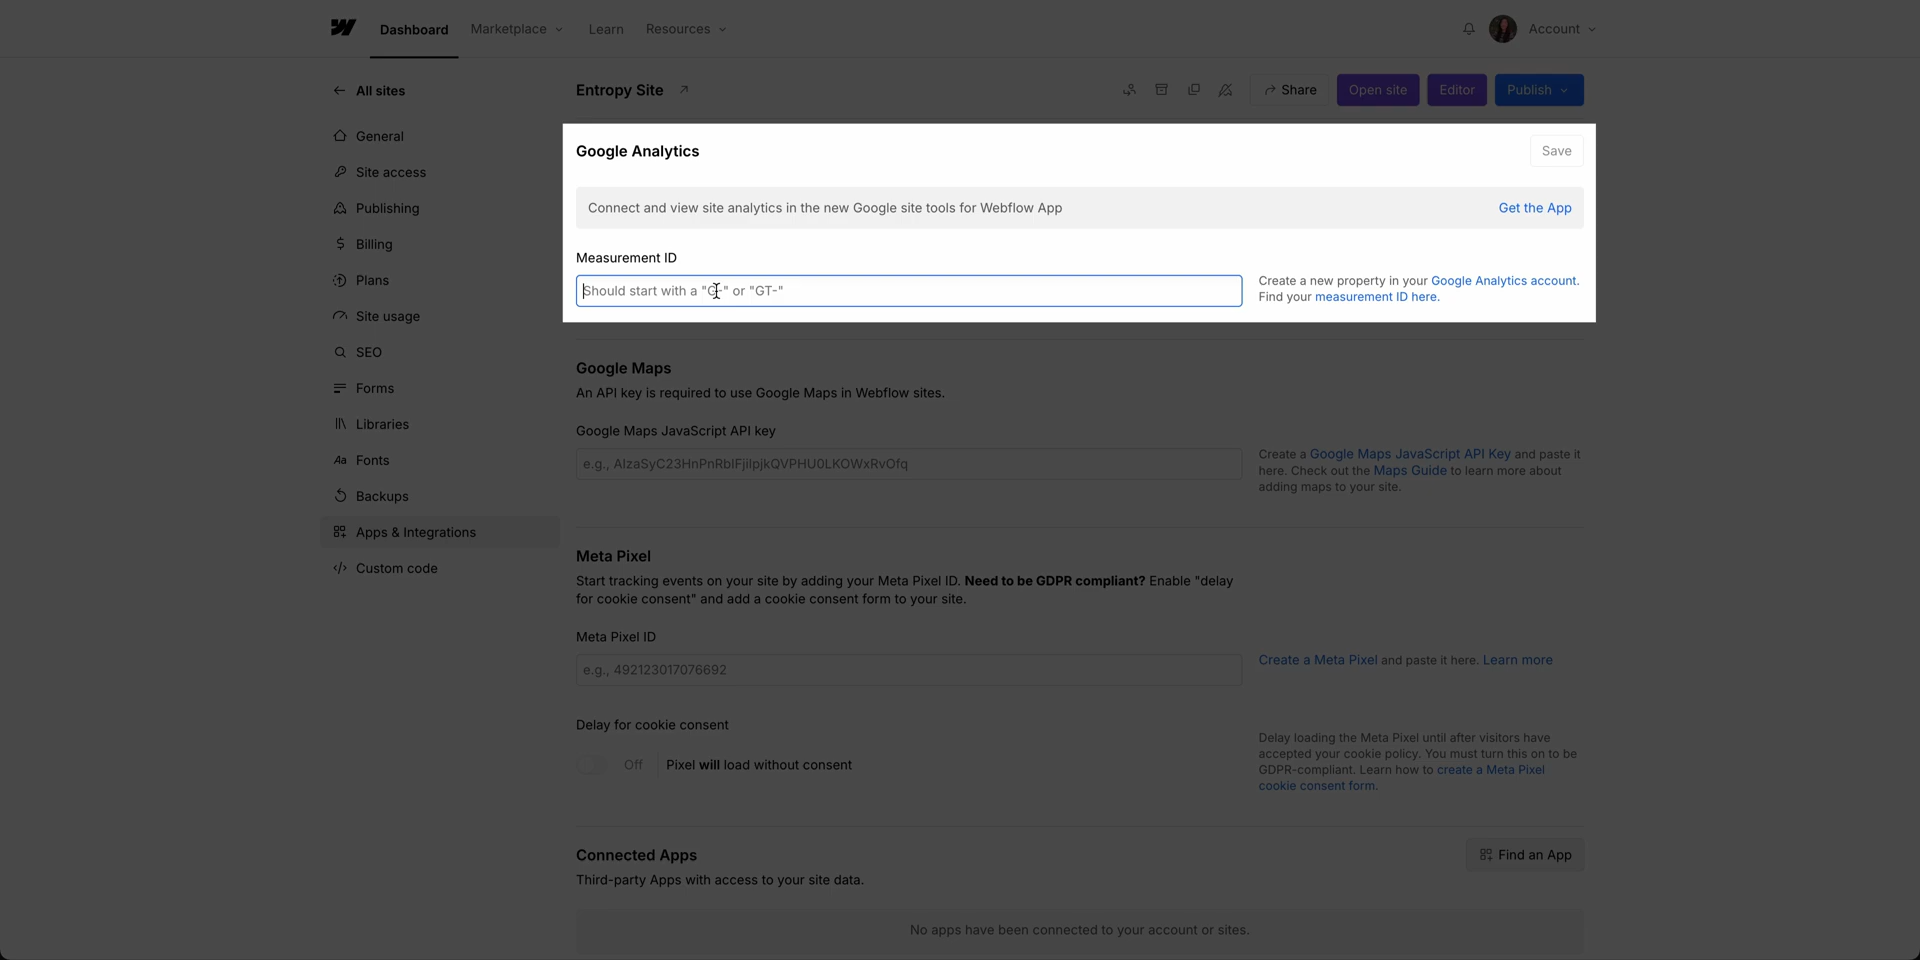 Dashboard
Marketplace
Learn
Resources
Account
All sites
Entropy Site
Share
Open site
Editor
Publish
General
Site access
Publishing
Billing
Plans
Site usage
SEO
Forms
Libraries
Aa Fonts
Backups
Apps & Integrations
Custom code
Google Analytics
Save
Connect and view site analytics in the new Google site tools for Webflow App
Get the App
Measurement ID
Should start with a "G-" or "GT-"
Create a new property in your Google Analytics account.
Find your measurement ID here.
Google Maps
An API key is required to use Google Maps in Webflow sites.
Google Maps JavaScript API key
e.g., AIzaSyC23HnPnRbIFjiIpjkQVPHU0LKOWxRvOfq
Create a Google Maps JavaScript API Key and paste it
here. Check out the Maps Guide to learn more about
adding maps to your site.
Meta Pixel
Start tracking events on your site by adding your Meta Pixel ID. Need to be GDPR compliant? Enable "delay
for cookie consent" and add a cookie consent form to your site.
Meta Pixel ID
e.g., 492123017076692
Create a Meta Pixel and paste it here. Learn more
Delay for cookie consent
Off
Pixel will load without consent
Delay loading the Meta Pixel until after visitors have
accepted your cookie policy. You must turn this on to be
GDPR-compliant. Learn how to create a Meta Pixel
cookie consent form.
Connected Apps
Find an App
Third-party Apps with access to your site data.
No apps have been connected to your account or sites.